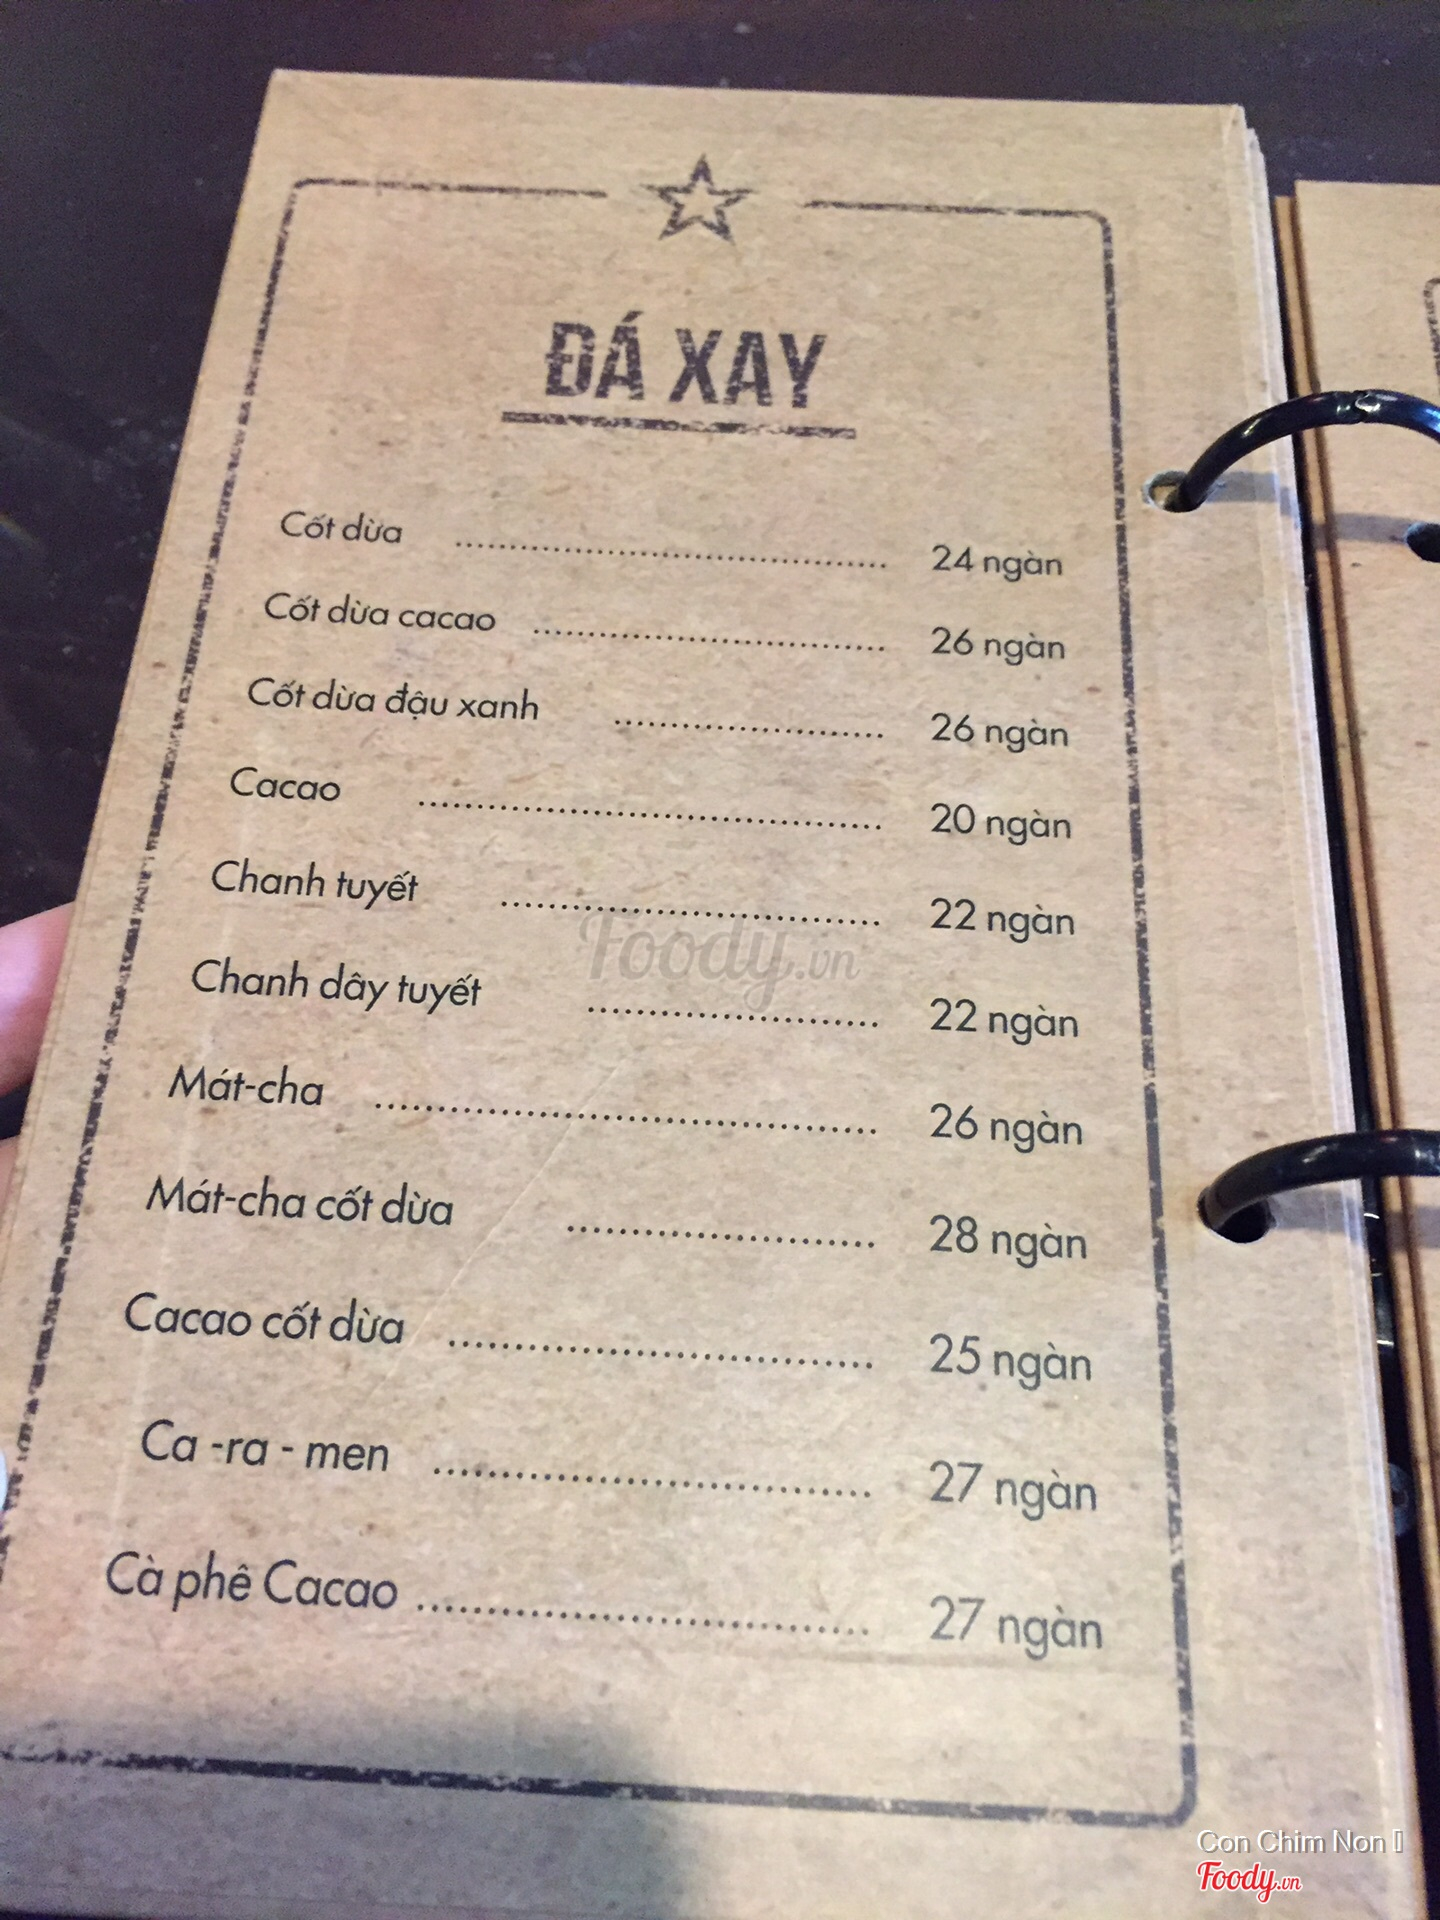 ĐÁ XAY
Cốt dừa ........................................ 24 ngàn
Cốt dừa cacao ................................. 26 ngàn
Cốt dừa đậu xanh ......................... 26 ngàn
Cacao ........................................ 20 ngàn
Chanh tuyết ................................. 22 ngàn
Chanh dây tuyết ......................... 22 ngàn
Mát-cha ........................................ 26 ngàn
Mát-cha cốt dừa ......................... 28 ngàn
Cacao cốt dừa ................................. 25 ngàn
Ca -ra - men ................................. 27 ngàn
Cà phê Cacao ................................. 27 ngàn
Foody.vn
Con Chim Non
Foody.vn